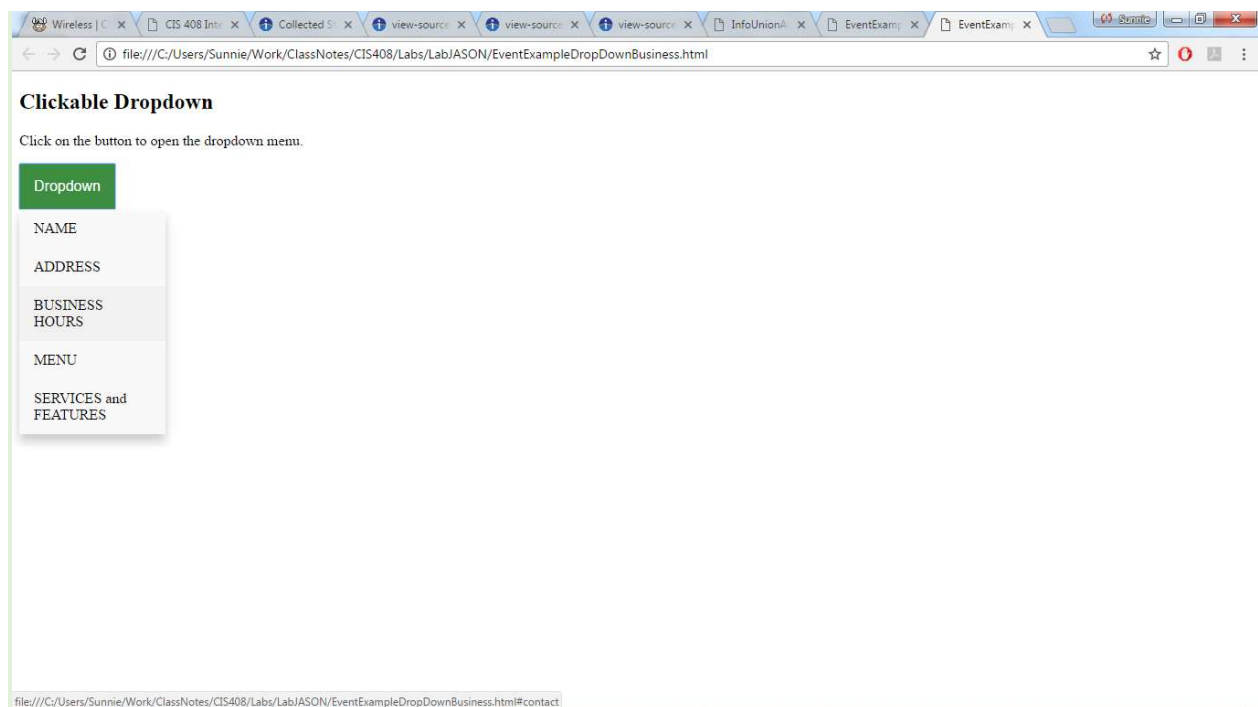 Wireless | C
CIS 408 Inte
Collected S
view-source
view-source
view-source
InfoUnionA
EventExamp
EventExamp
Sunnie
file:///C:/Users/Sunnie/Work/ClassNotes/CIS408/Labs/LabJASON/EventExampleDropDownBusiness.html
Clickable Dropdown
Click on the button to open the dropdown menu.
Dropdown
NAME
ADDRESS
BUSINESS
HOURS
MENU
SERVICES and
FEATURES
file:///C:/Users/Sunnie/Work/ClassNotes/CIS408/Labs/LabJASON/EventExampleDropDownBusiness.html#contact